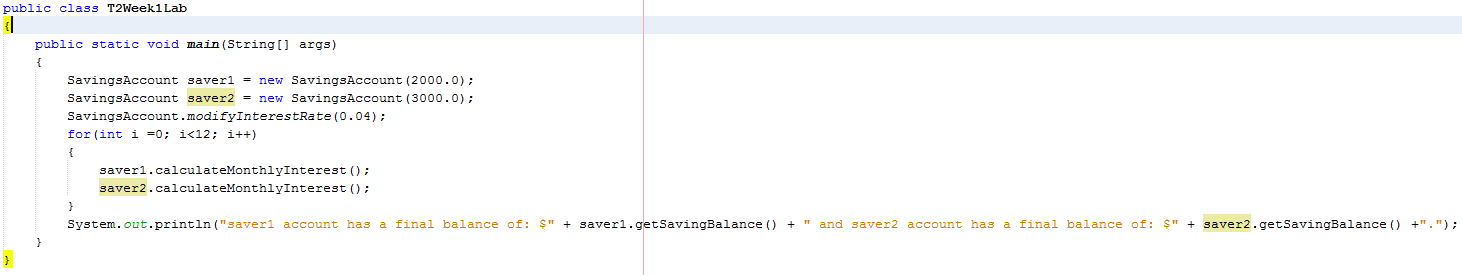 public class T2Week1Lab
{
public static void main(String[] args)
{
SavingsAccount saver1 = new SavingsAccount(2000.0);
SavingsAccount saver2 = new SavingsAccount(3000.0);
SavingsAccount.modifyInterestRate(0.04);
for(int i =0; i<12; i++)
{
saver1.calculateMonthlyInterest();
saver2.calculateMonthlyInterest();
}
System.out.println("saver1 account has a final balance of: $" + saver1.getSavingBalance() + " and saver2 account has a final balance of: $" + saver2.getSavingBalance() +".");
}
}